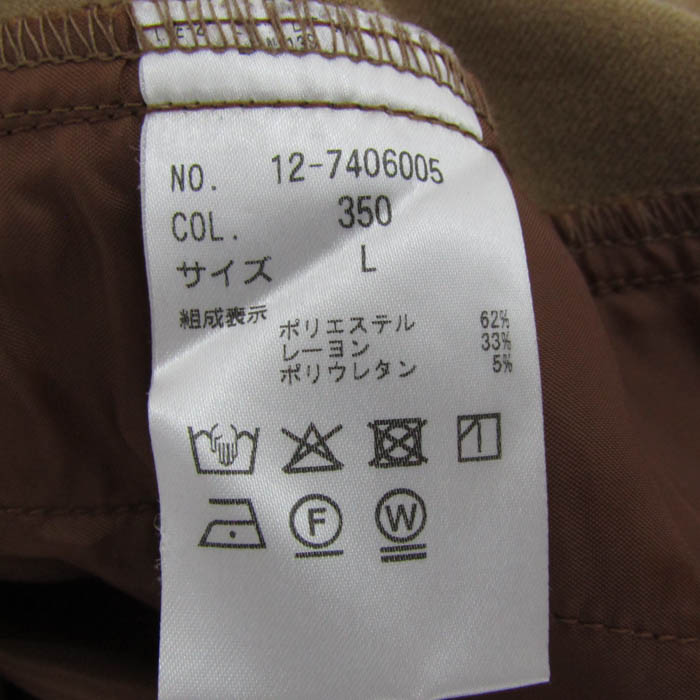 NO. 12-7406005
COL. 350
サイズ L
組成表示
ポリエステル 62%
レーヨン 33%
ポリウレタン 5%
F W